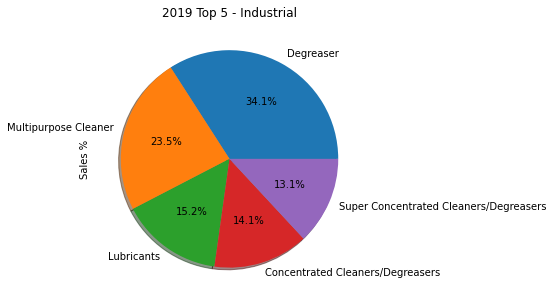 2019 Top 5 - Industrial
Degreaser
34.1%
Multipurpose Cleaner
23.5%
Sales %
15.2%
14.1%
13.1%
Super Concentrated Cleaners/Degreasers
Lubricants
Concentrated Cleaners/Degreasers